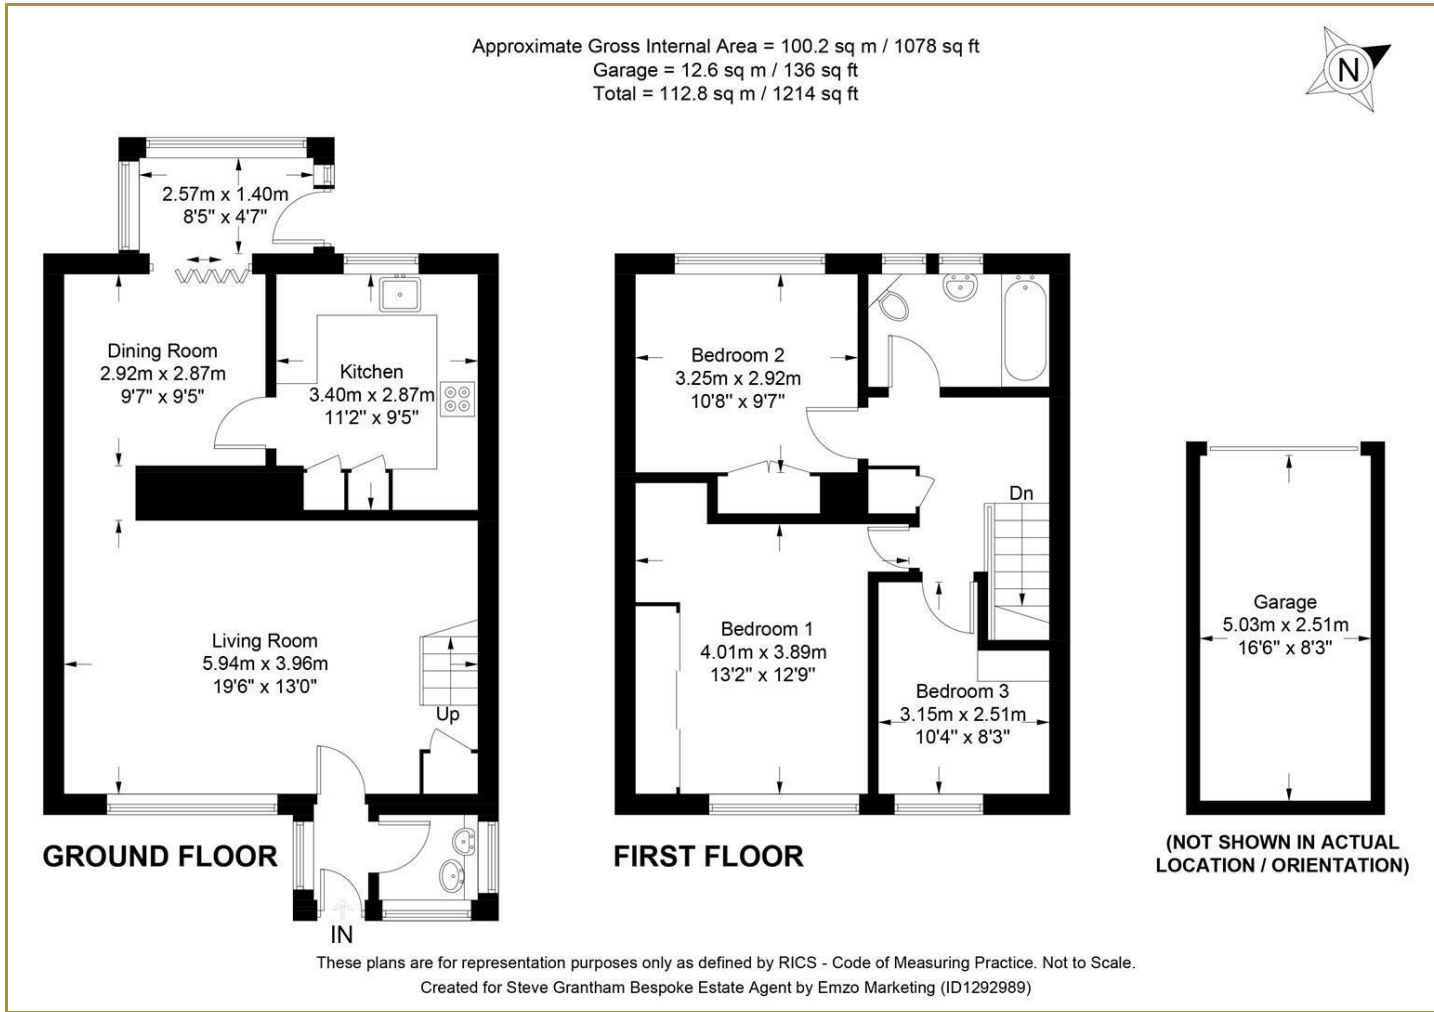 Approximate Gross Internal Area = 100.2 sq m / 1078 sq ft
Garage = 12.6 sq m / 136 sq ft
Total = 112.8 sq m / 1214 sq ft
N
2.57m x 1.40m
8'5" x 4'7"
Dining Room
2.92m x 2.87m
9'7" x 9'5"
Kitchen
3.40m x 2.87m
11'2" x 9'5"
Living Room
5.94m x 3.96m
19'6" x 13'0"
Up
GROUND FLOOR
IN
Bedroom 2
3.25m x 2.92m
10'8" x 9'7"
Dn
Bedroom 1
4.01m x 3.89m
13'2" x 12'9"
Bedroom 3
3.15m x 2.51m
10'4" x 8'3"
FIRST FLOOR
Garage
5.03m x 2.51m
16'6" x 8'3"
(NOT SHOWN IN ACTUAL
LOCATION / ORIENTATION)
These plans are for representation purposes only as defined by RICS - Code of Measuring Practice. Not to Scale.
Created for Steve Grantham Bespoke Estate Agent by Emzo Marketing (ID1292989)